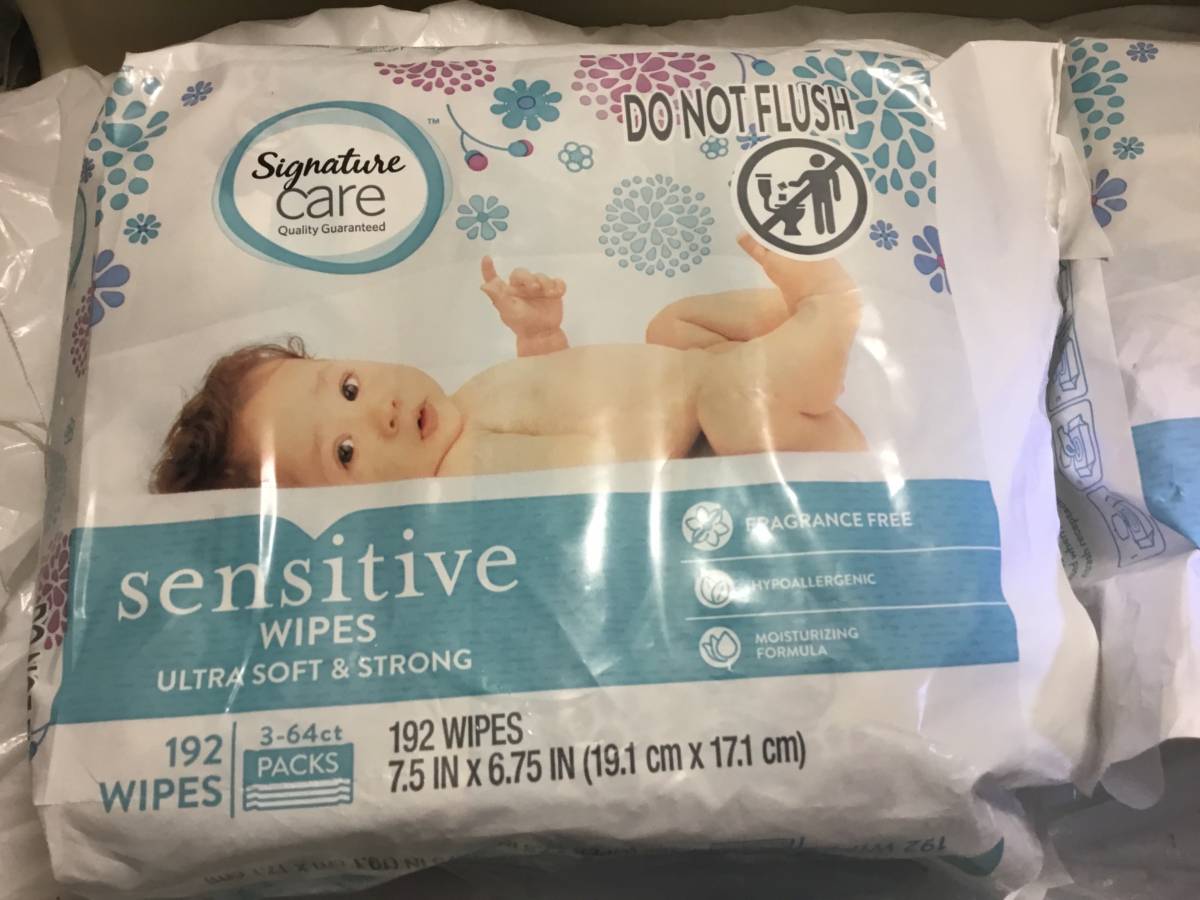 DO NOT FLUSH
Signature
care
Quality Guaranteed
TM
sensitive
WIPES
ULTRA SOFT & STRONG
FRAGRANCE FREE
HYPOALLERGENIC
MOISTURIZING
FORMULA
192
WIPES
3-64ct
PACKS
192 WIPES
7.5 IN x 6.75 IN (19.1 cm x 17.1 cm)